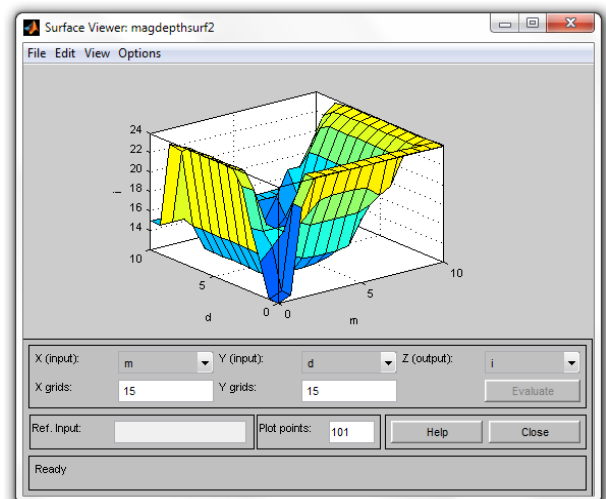 Surface Viewer: magdepthsurf2
File Edit View Options
24
22
20
18
16
14
i
10
5
0
d
0
5
10
m
X (input): m Y (input): d Z (output): i
X grids: 15 Y grids: 15 Evaluate
Ref. Input: Plot points: 101 Help Close
Ready